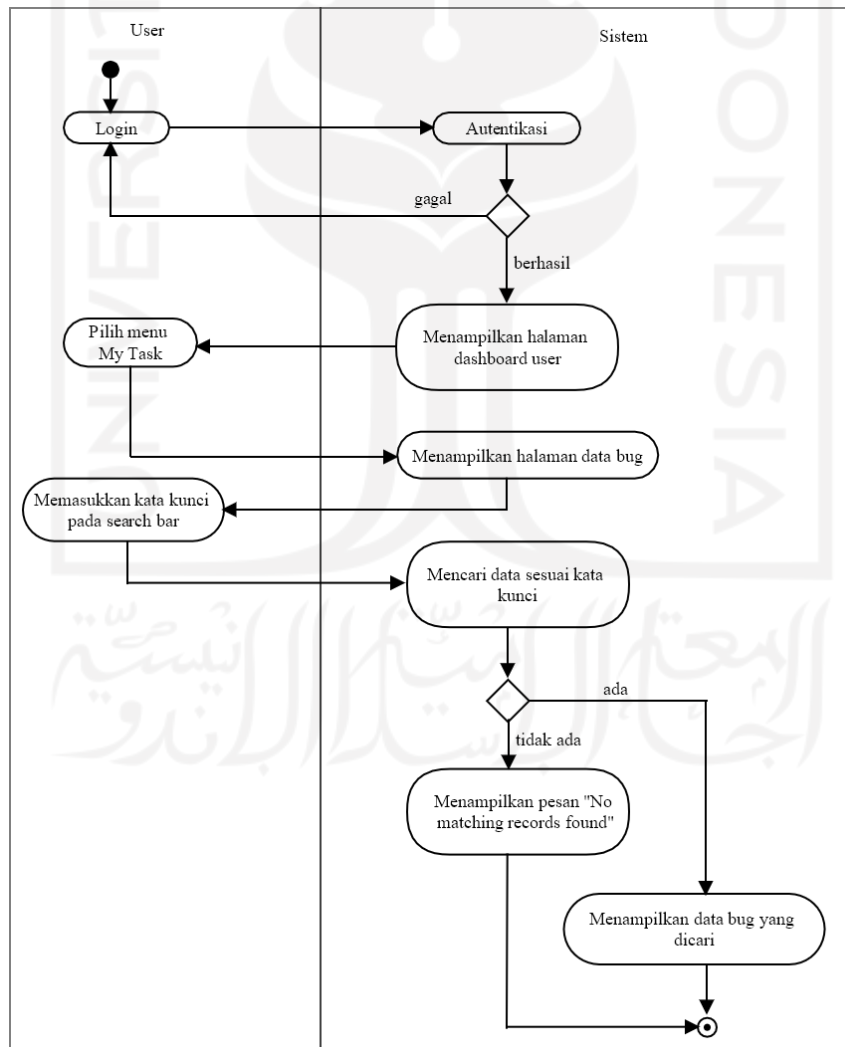 User
Sistem
Login
Autentikasi
gagal
berhasil
Pilih menu
My Task
Menampilkan halaman
dashboard user
Menampilkan halaman data bug
Memasukkan kata kunci
pada search bar
Mencari data sesuai kata
kunci
ada
tidak ada
Menampilkan pesan "No
matching records found"
Menampilkan data bug yang
dicari